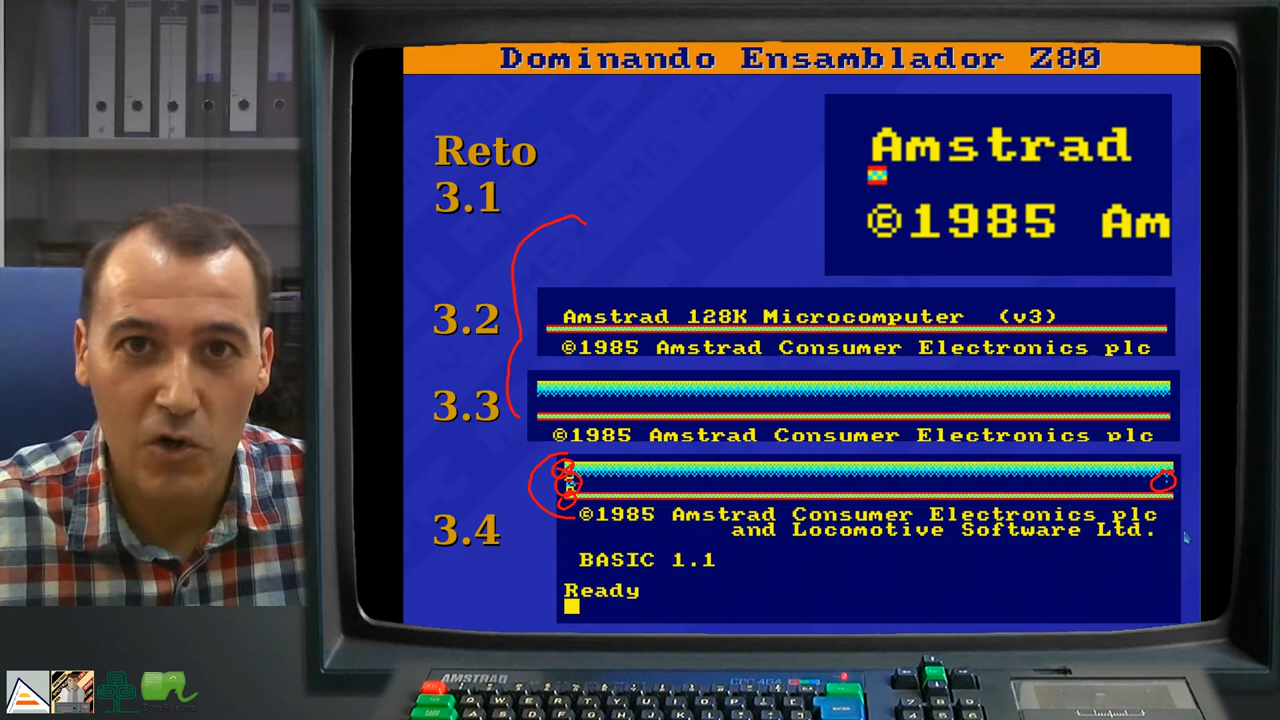 Dominando Ensamblador Z80
Reto
3.1
Amstrad
©1985 Am
3.2
Amstrad 128K Microcomputer (v3)
©1985 Amstrad Consumer Electronics plc
3.3
©1985 Amstrad Consumer Electronics plc
3.4
©1985 Amstrad Consumer Electronics plc
and Locomotive Software Ltd.
BASIC 1.1
Ready
AMSTRAD
CPC 464